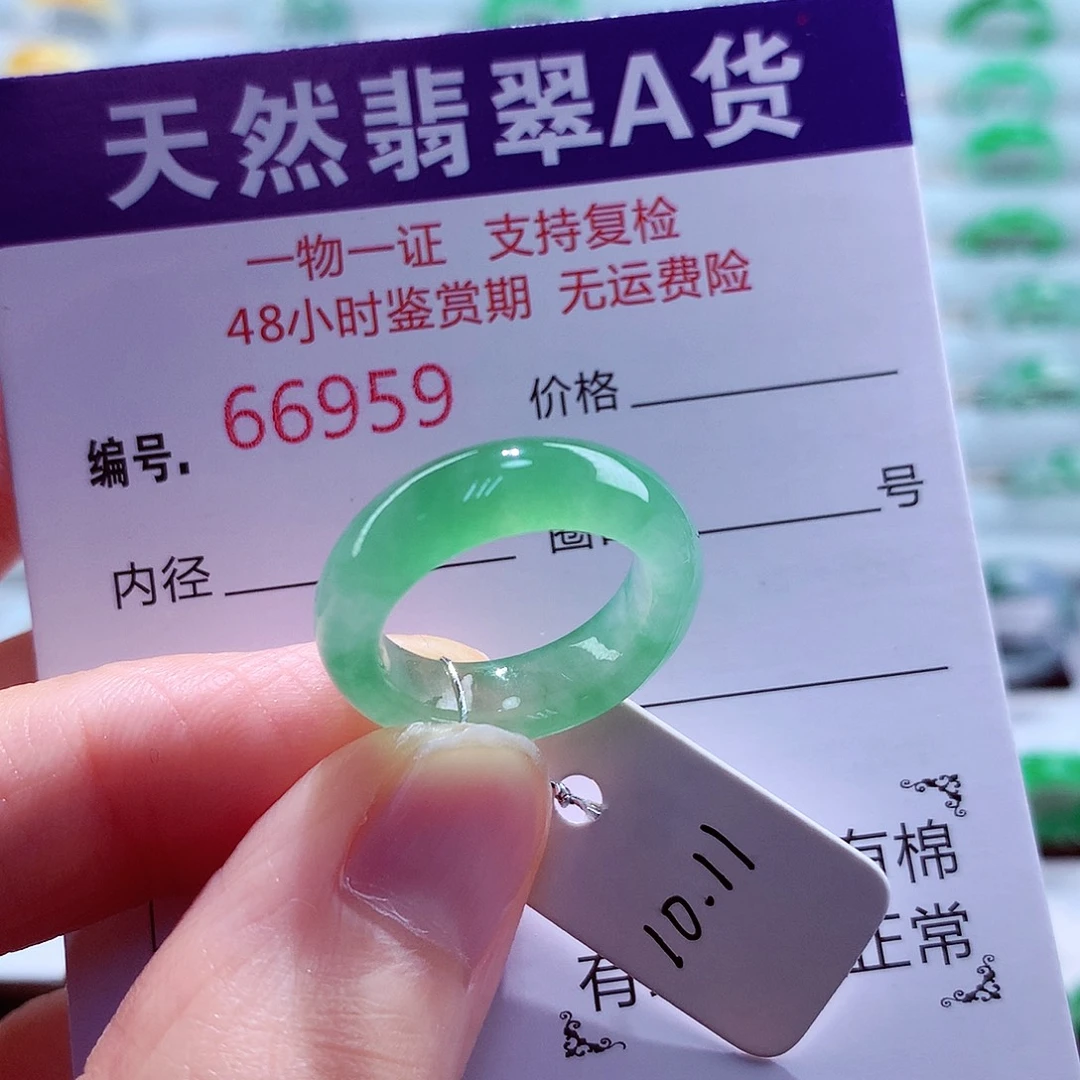 天然翡翠A货
一物一证 支持复检
48小时鉴赏期 无运费险
编号. 66959 价格
内径 号
有棉
有 正常
10.11